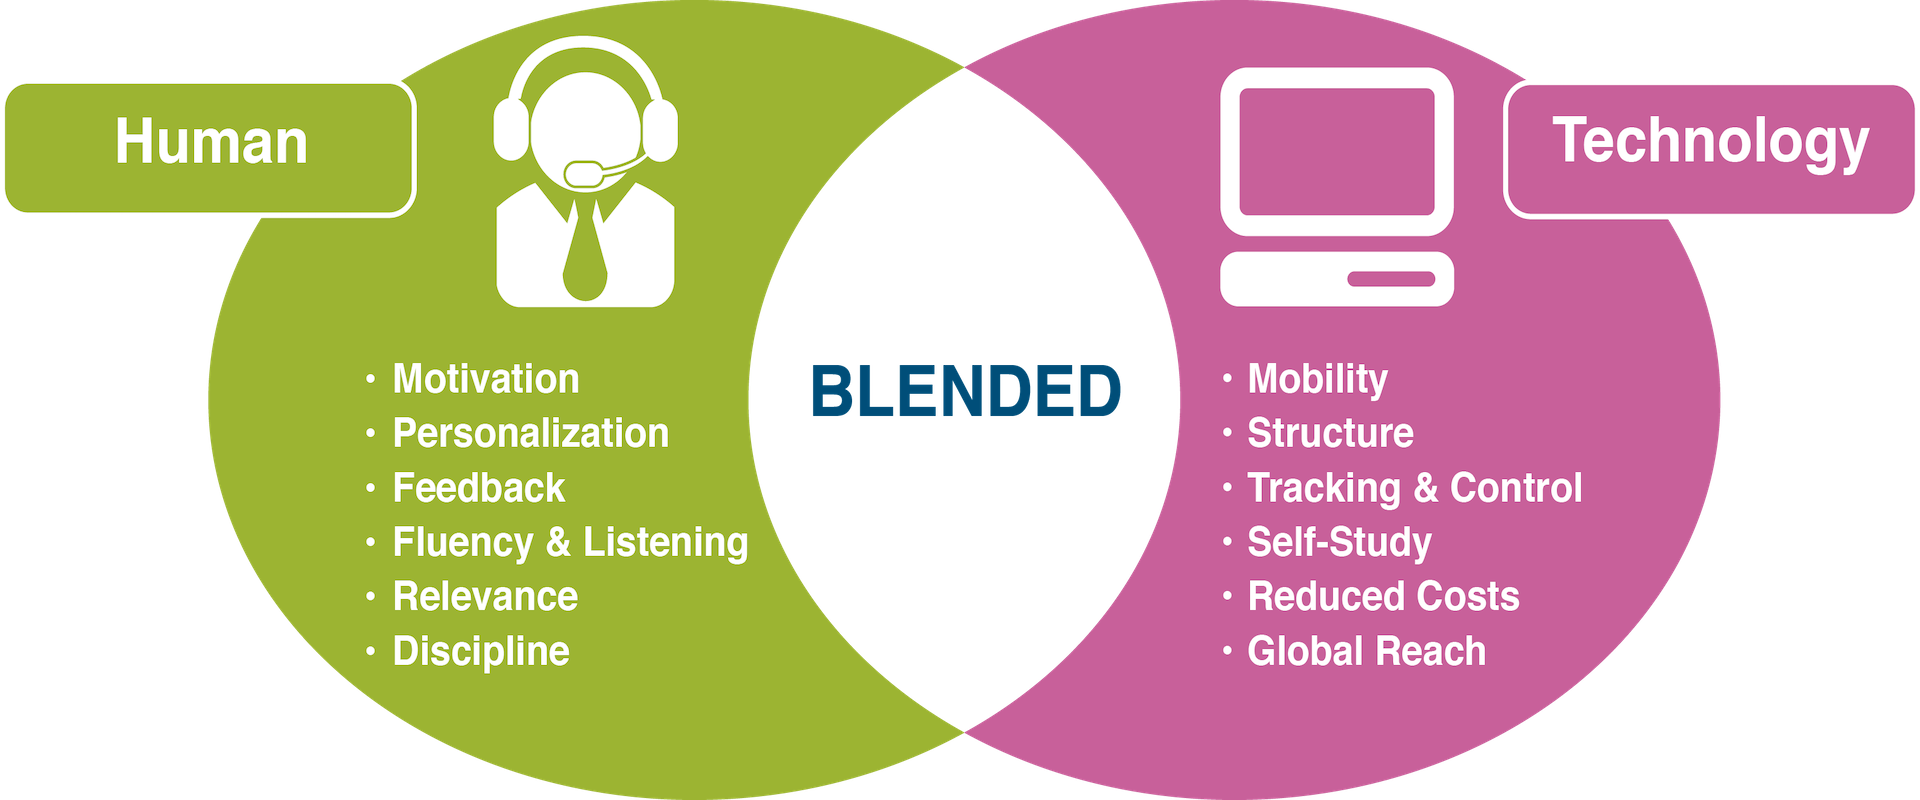 Human
• Motivation
• Personalization
• Feedback
• Fluency & Listening
• Relevance
• Discipline
BLENDED
Technology
• Mobility
• Structure
• Tracking & Control
• Self-Study
• Reduced Costs
• Global Reach